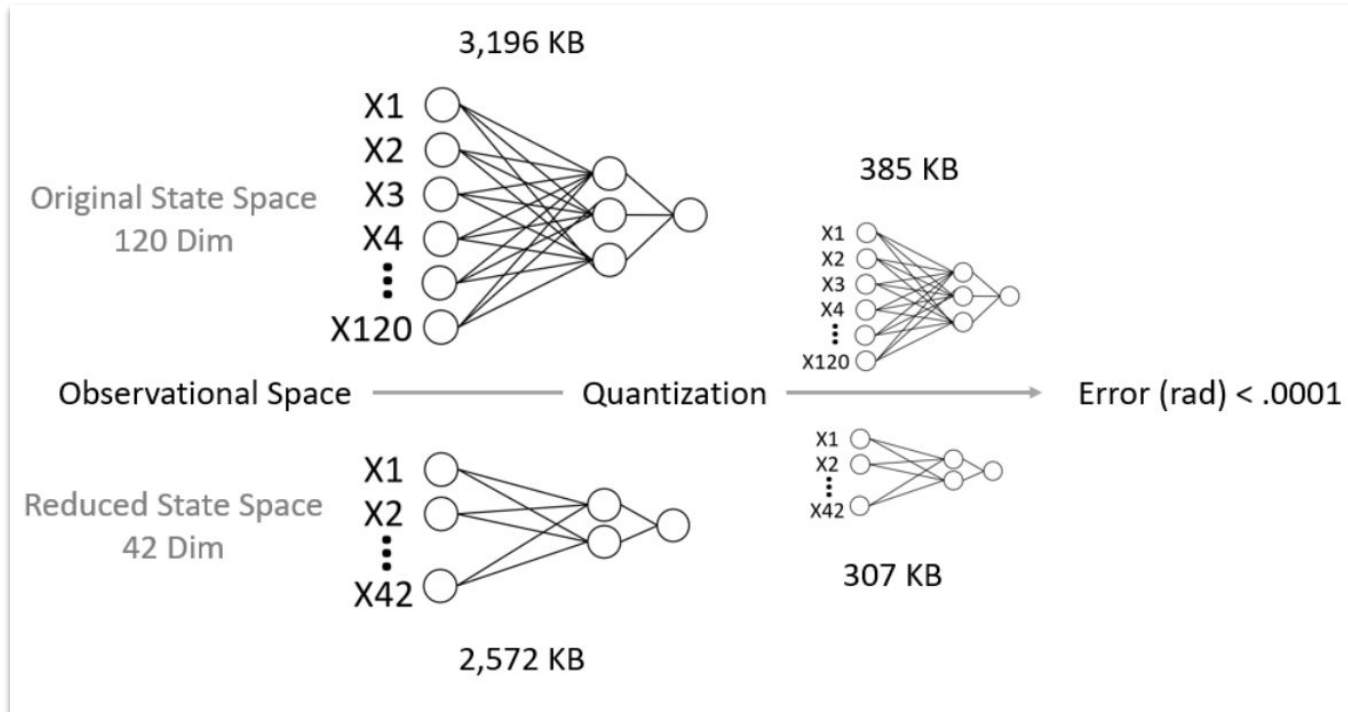 3,196 KB
X1
X2
X3
X4
X120
Original State Space
120 Dim
385 KB
X1
X2
X3
X4
X120
Observational Space
Quantization
Error (rad) < .0001
X1
X2
X42
Reduced State Space
42 Dim
2,572 KB
X1
X2
X42
307 KB